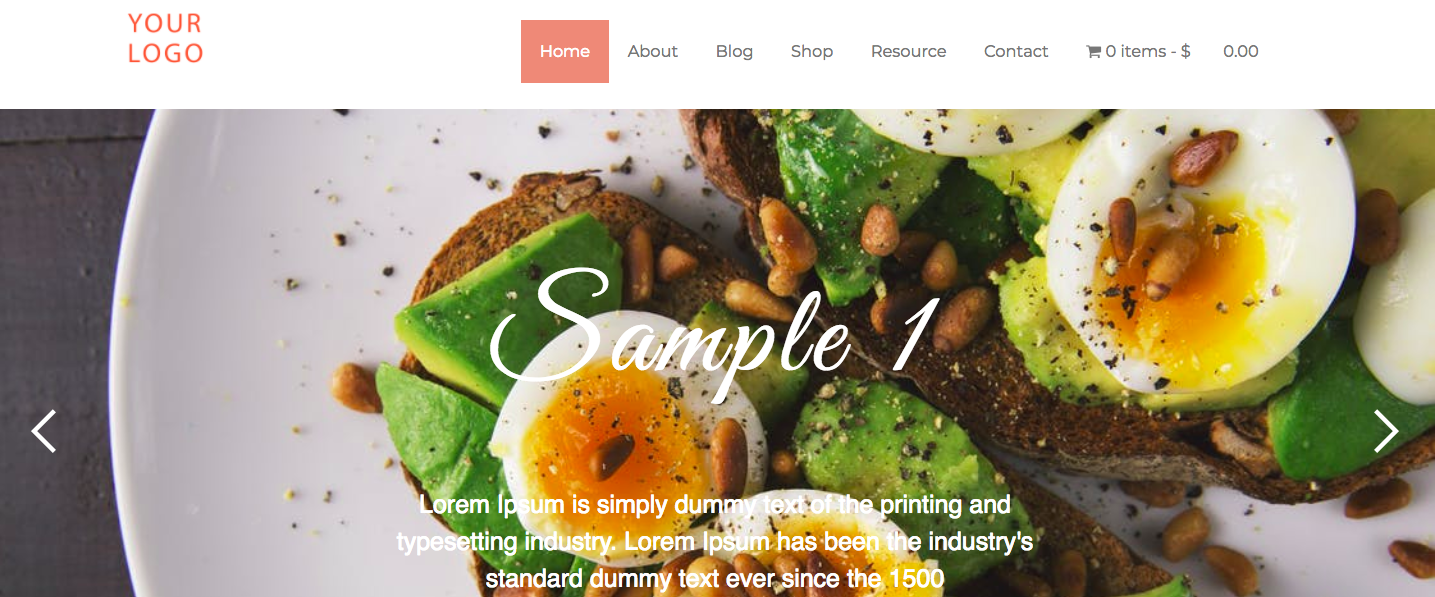 YOUR
LOGO
Home About Blog Shop Resource Contact 0 items - $ 0.00
Sample 1
Lorem Ipsum is simply dummy text of the printing and
typesetting industry. Lorem Ipsum has been the industry's
standard dummy text ever since the 1500